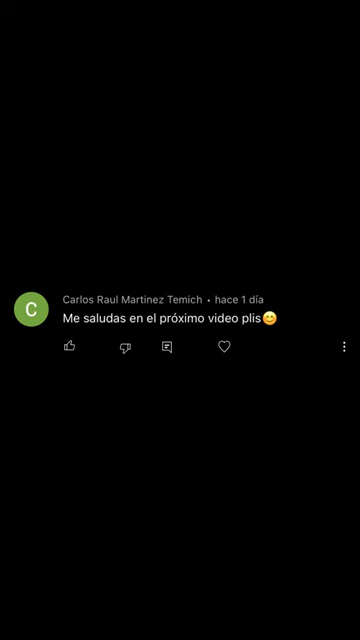 C
Carlos Raul Martinez Temich • hace 1 día
Me saludas en el próximo video plis😊